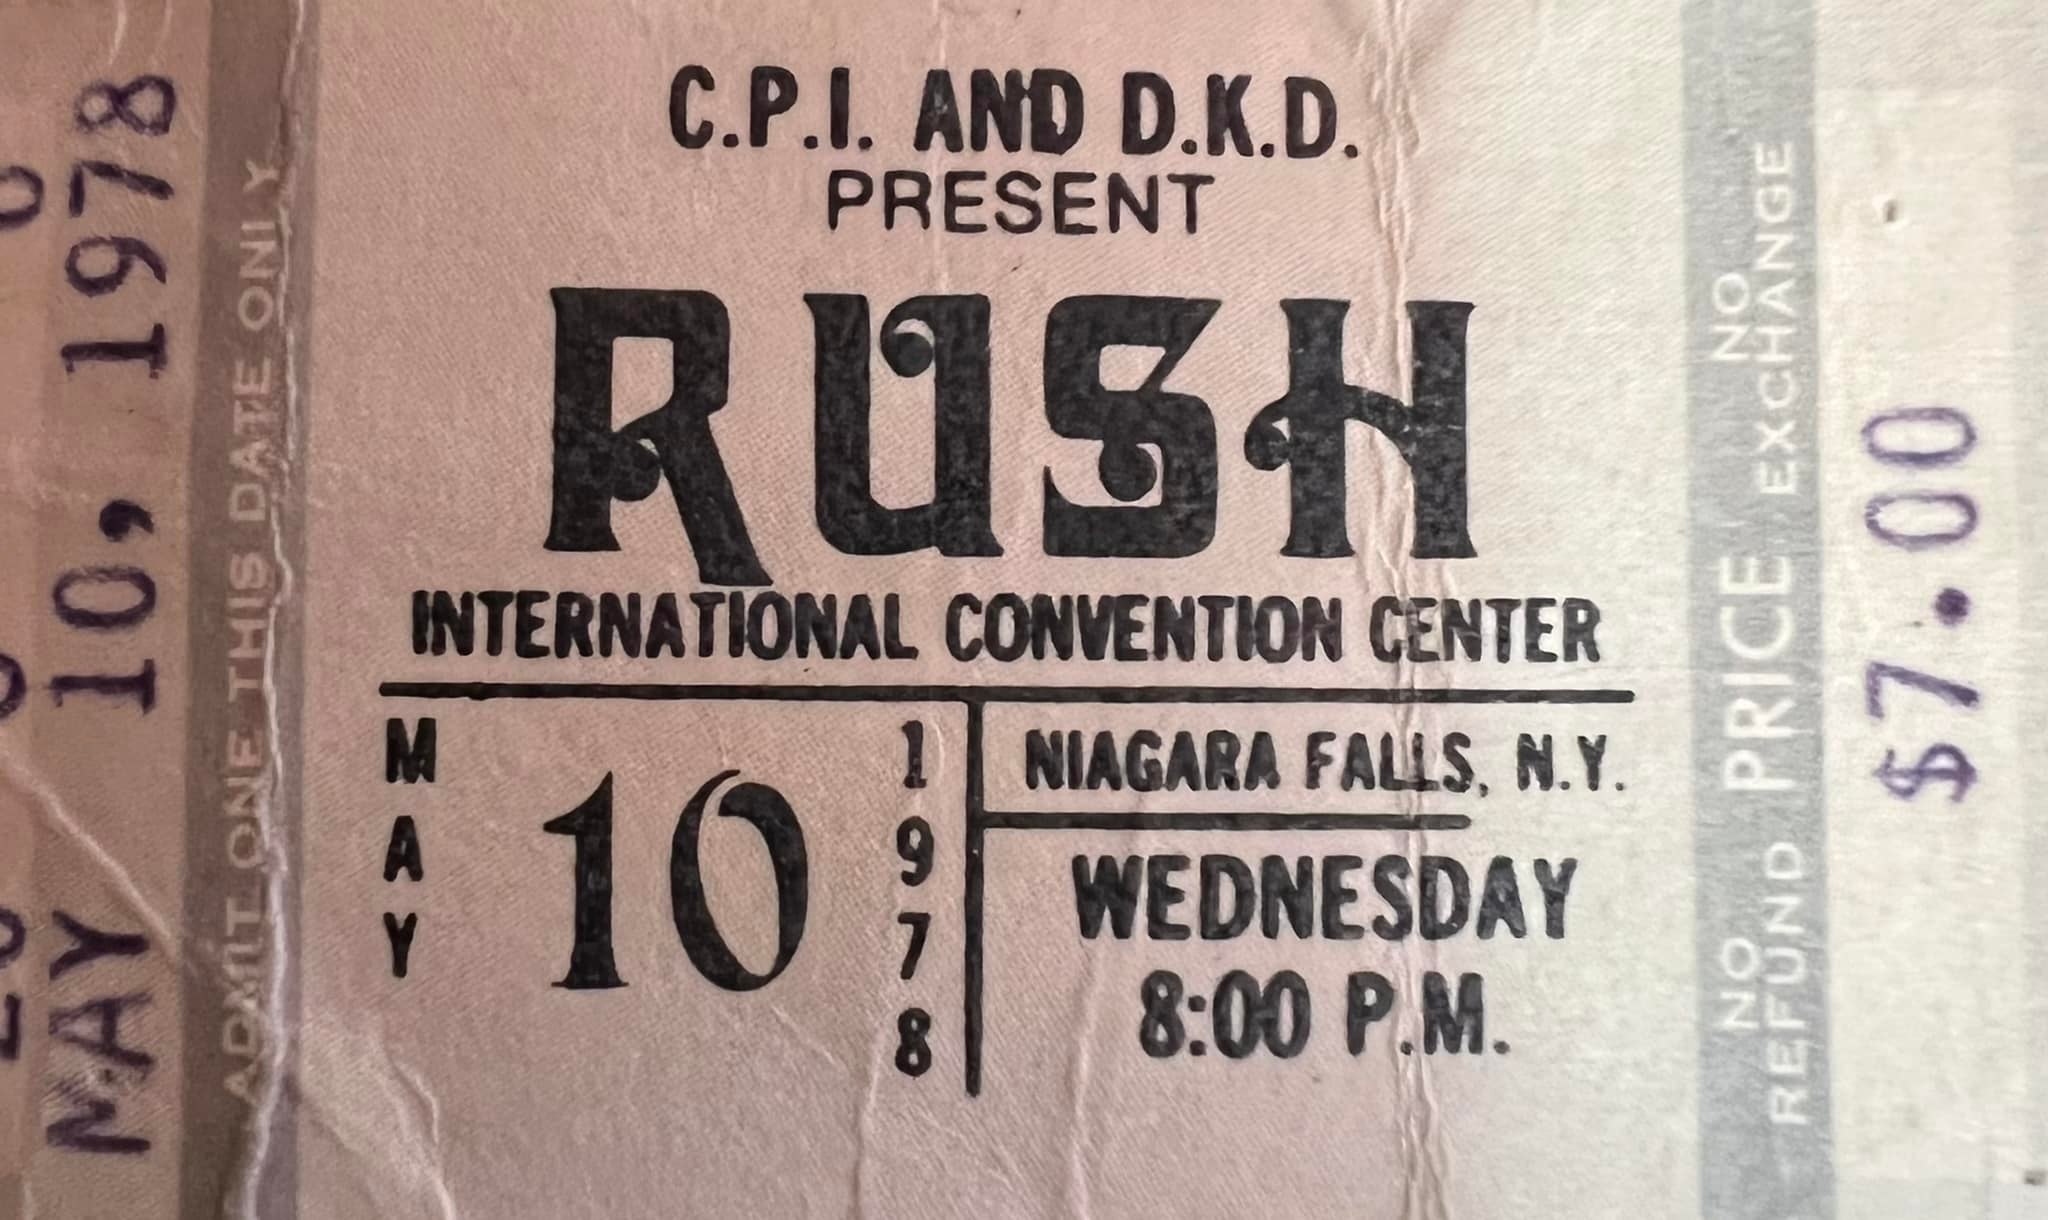 MAY 10, 1978
ADMIT ONE THIS DATE ONLY
C.P.I. AND D.K.D.
PRESENT
RUSH
INTERNATIONAL CONVENTION CENTER
MAY
10
1978
NIAGARA FALLS, N.Y.
WEDNESDAY
8:00 P.M.
NO REFUND
PRICE
NO EXCHANGE
$7.00